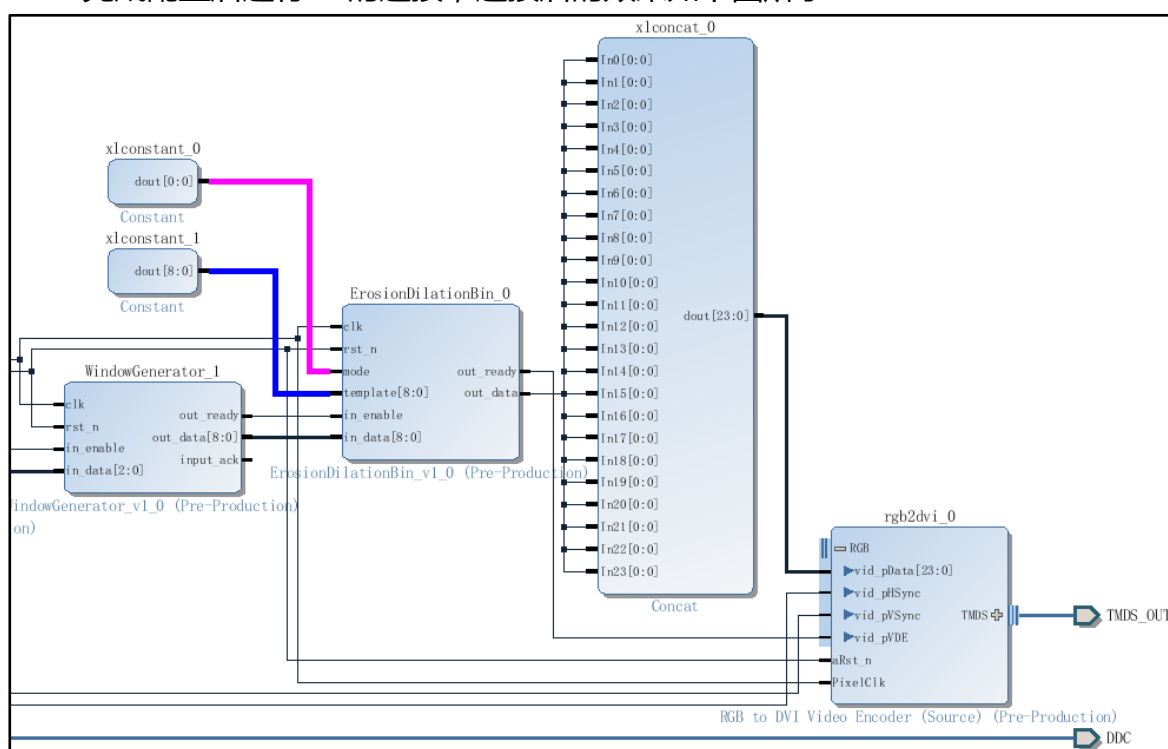 xlconcat_0
In0[0:0]
In1[0:0]
In2[0:0]
In3[0:0]
In4[0:0]
In5[0:0]
In6[0:0]
In7[0:0]
In8[0:0]
In9[0:0]
In10[0:0]
In11[0:0]
In12[0:0]
In13[0:0]
In14[0:0]
In15[0:0]
In16[0:0]
In17[0:0]
In18[0:0]
In19[0:0]
In20[0:0]
In21[0:0]
In22[0:0]
In23[0:0]
dout[23:0]
Concat
xlconstant_0
dout[0:0]
Constant
xlconstant_1
dout[8:0]
Constant
ErosionDilationBin_0
clk
rst_n
mode
template[8:0]
in_enable
in_data[8:0]
out_ready
out_data
ErosionDilationBin_v1_0 (Pre-Production)
WindowGenerator_1
clk
rst_n
in_enable
in_data[2:0]
out_ready
out_data[8:0]
input_ack
WindowGenerator_v1_0 (Pre-Production)
on)
rgb2dvi_0
RGB
vid_pData[23:0]
vid_pHSync
vid_pVSync
vid_pVDE
aRst_n
PixelClk
TMDS
RGB to DVI Video Encoder (Source) (Pre-Production)
TMDS_OUT
DDC